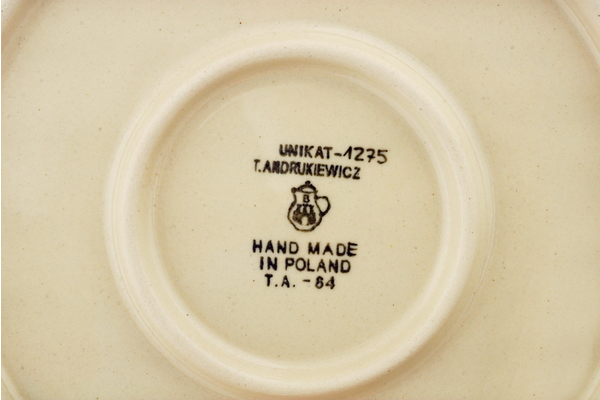 UNIKAT-1275
T.ANDRUKIEWICZ
B
HAND MADE
IN POLAND
T.A. - 84